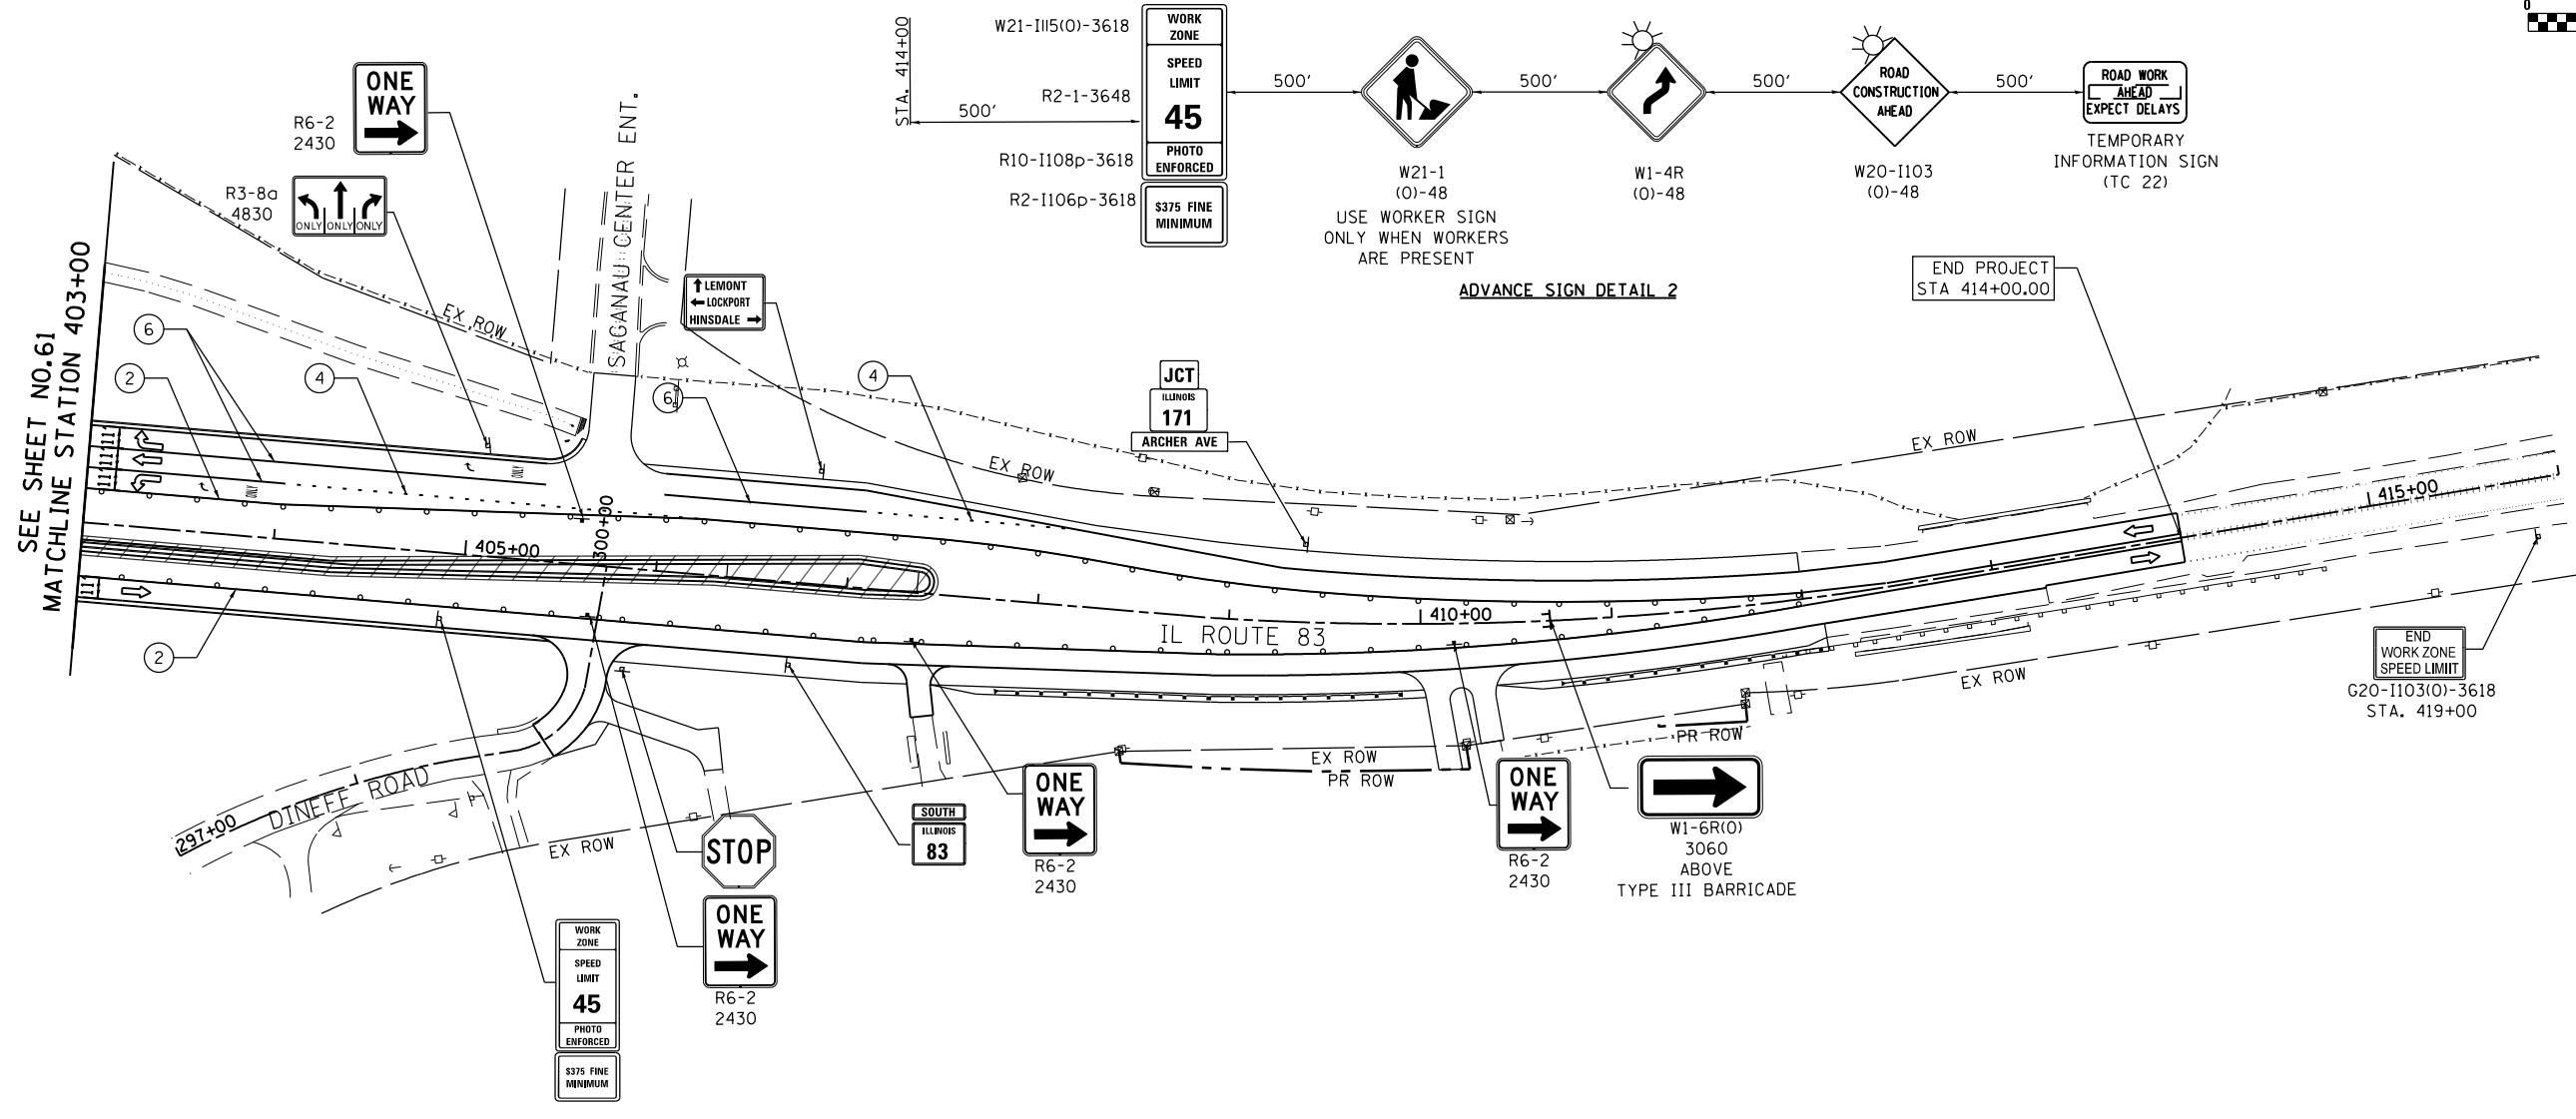 0
STA. 414+00
500'
W21-I115(O)-3618
R2-1-3648
R10-I108p-3618
R2-I106p-3618
WORK
ZONE
SPEED
LIMIT
45
PHOTO
ENFORCED
$375 FINE
MINIMUM
500'
W21-1
(O)-48
USE WORKER SIGN
ONLY WHEN WORKERS
ARE PRESENT
500'
W1-4R
(O)-48
500'
ROAD
CONSTRUCTION
AHEAD
W20-I103
(O)-48
500'
ROAD WORK
AHEAD
EXPECT DELAYS
TEMPORARY
INFORMATION SIGN
(TC 22)
ADVANCE SIGN DETAIL 2
R6-2
2430
ONE
WAY
R3-8a
4830
ONLY ONLY ONLY
SAGANAU CENTER ENT.
LEMONT
LOCKPORT
HINSDALE
END PROJECT
STA 414+00.00
SEE SHEET NO.61
MATCHLINE STATION 403+00
6
2
4
EX ROW
6
4
JCT
ILLINOIS
171
ARCHER AVE
EX ROW
EX ROW
ONLY
ONLY
300+00
405+00
410+00
415+00
IL ROUTE 83
2
END
WORK ZONE
SPEED LIMIT
G20-I103(O)-3618
STA. 419+00
EX ROW
PR ROW
EX ROW
PR ROW
297+00
DINEFF ROAD
EX ROW
STOP
ONE
WAY
R6-2
2430
SOUTH
ILLINOIS
83
ONE
WAY
R6-2
2430
ONE
WAY
R6-2
2430
W1-6R(O)
3060
ABOVE
TYPE III BARRICADE
WORK
ZONE
SPEED
LIMIT
45
PHOTO
ENFORCED
$375 FINE
MINIMUM